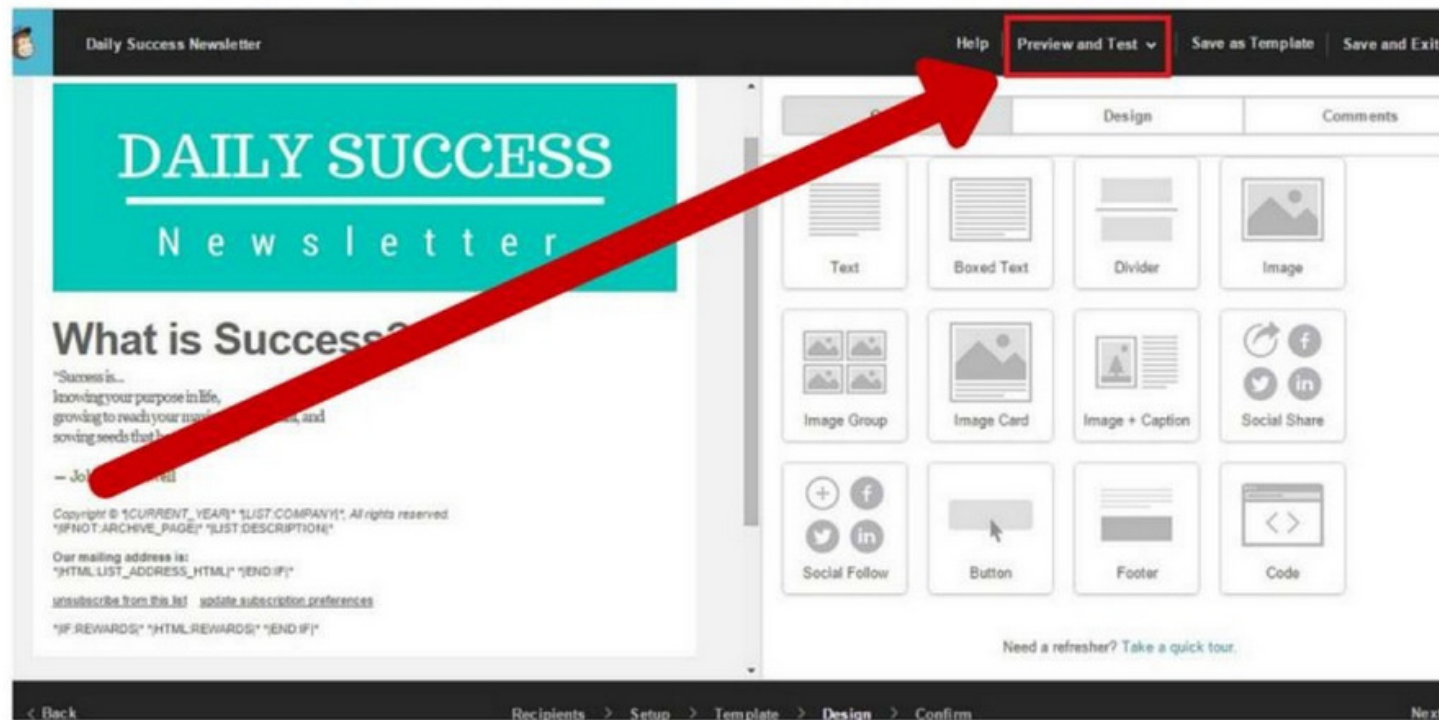 Daily Success Newsletter
Help
Preview and Test
Save as Template
Save and Exit
DAILY SUCCESS
Newsletter
What is Success?
"Success is...
knowing your purpose in life,
growing to reach your and
sowing seeds that
—
Copyright © *|CURRENT_YEAR|* *|LIST:COMPANY|*, All rights reserved.
*|IFNOT:ARCHIVE_PAGE|* *|LIST:DESCRIPTION|*
Our mailing address is:
*|HTML:LIST_ADDRESS_HTML|* *|END:IF|*
unsubscribe from this list update subscription preferences
*|IF:REWARDS|* *|HTML:REWARDS|* *|END:IF|*
Design
Comments
Text
Boxed Text
Divider
Image
Image Group
Image Card
Image + Caption
Social Share
Social Follow
Button
Footer
Code
Need a refresher? Take a quick tour.
< Back
Recipients > Setup > Template > Design > Confirm
Next